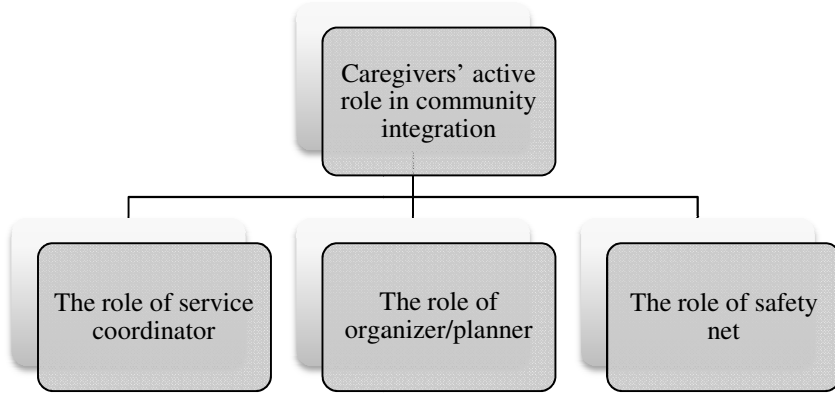 Caregivers’ active
role in community
integration
The role of service
coordinator
The role of
organizer/planner
The role of safety
net